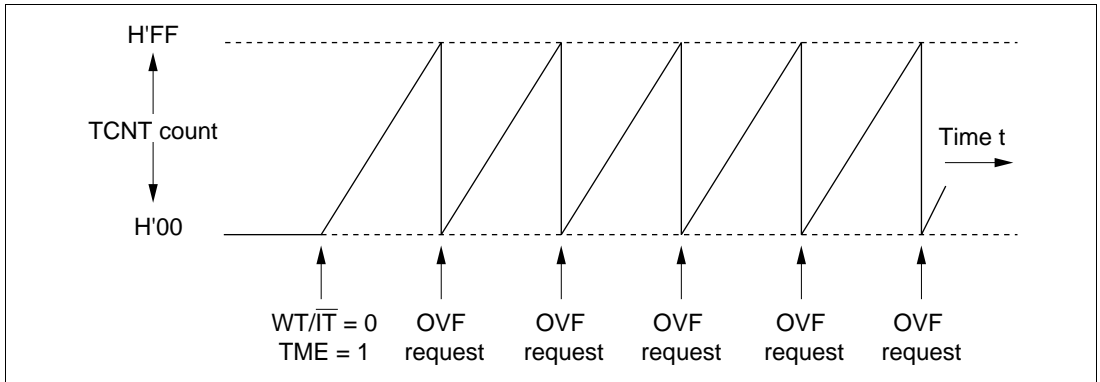 H'FF
TCNT count
Time t
H'00
WT/IT = 0
TME = 1
OVF
request
OVF
request
OVF
request
OVF
request
OVF
request